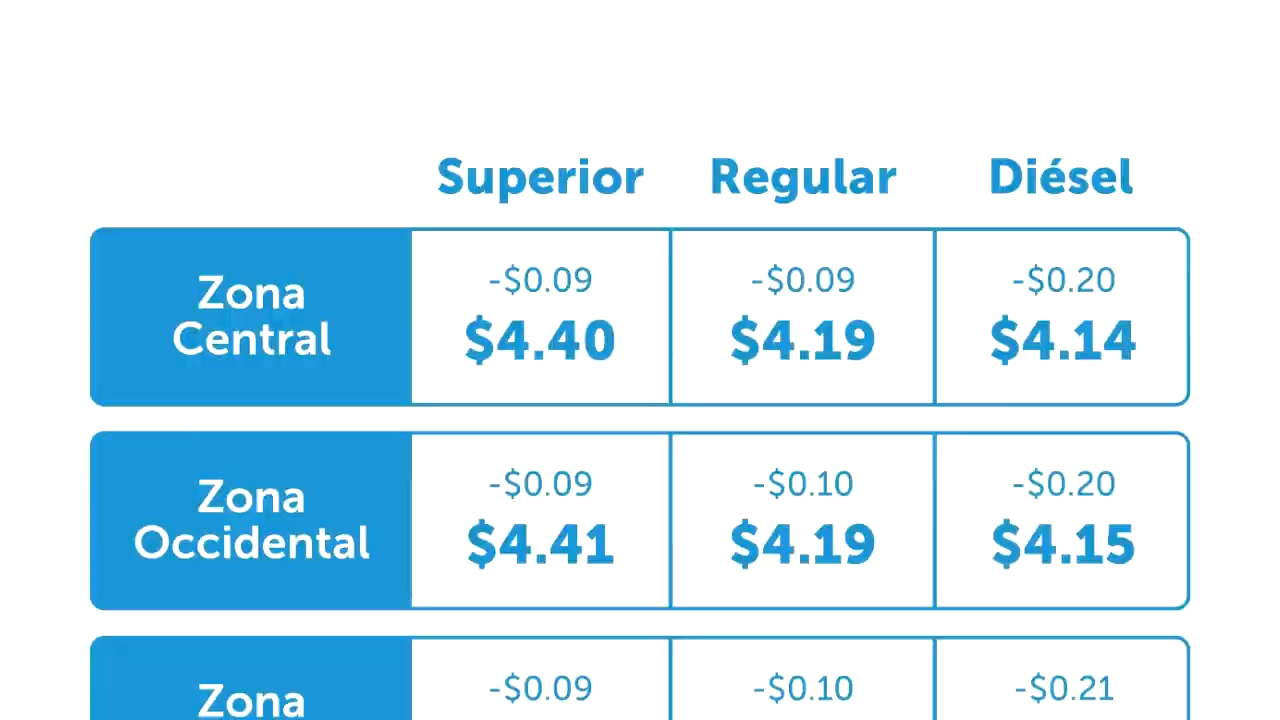 Superior Regular Diésel
Zona
Central
-$0.09 -$0.09 -$0.20
$4.40 $4.19 $4.14
Zona
Occidental
-$0.09 -$0.10 -$0.20
$4.41 $4.19 $4.15
Zona
-$0.09 -$0.10 -$0.21